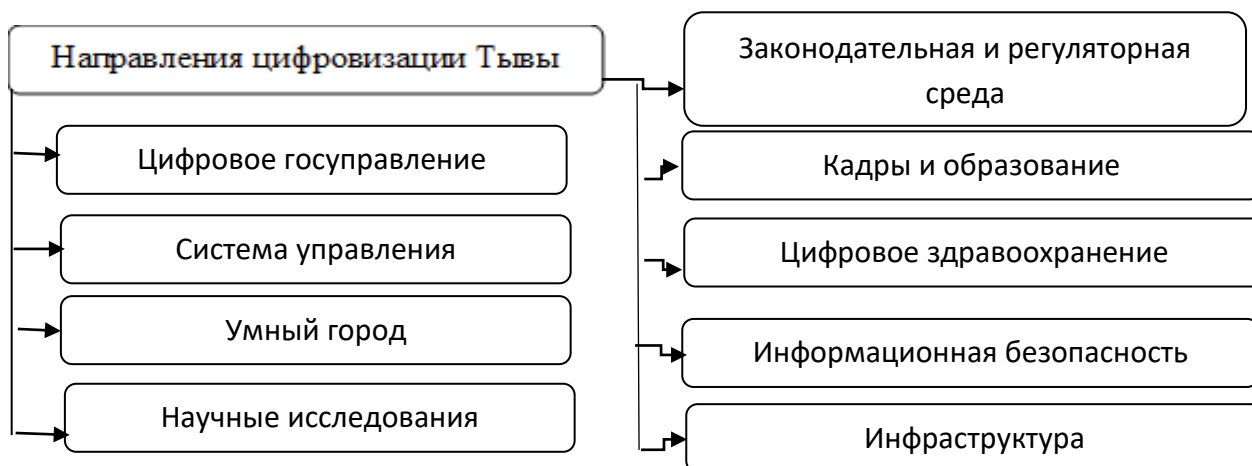 Направления цифровизации Тывы
Цифровое госуправление
Система управления
Умный город
Научные исследования
Законодательная и регуляторная
среда
Кадры и образование
Цифровое здравоохранение
Информационная безопасность
Инфраструктура